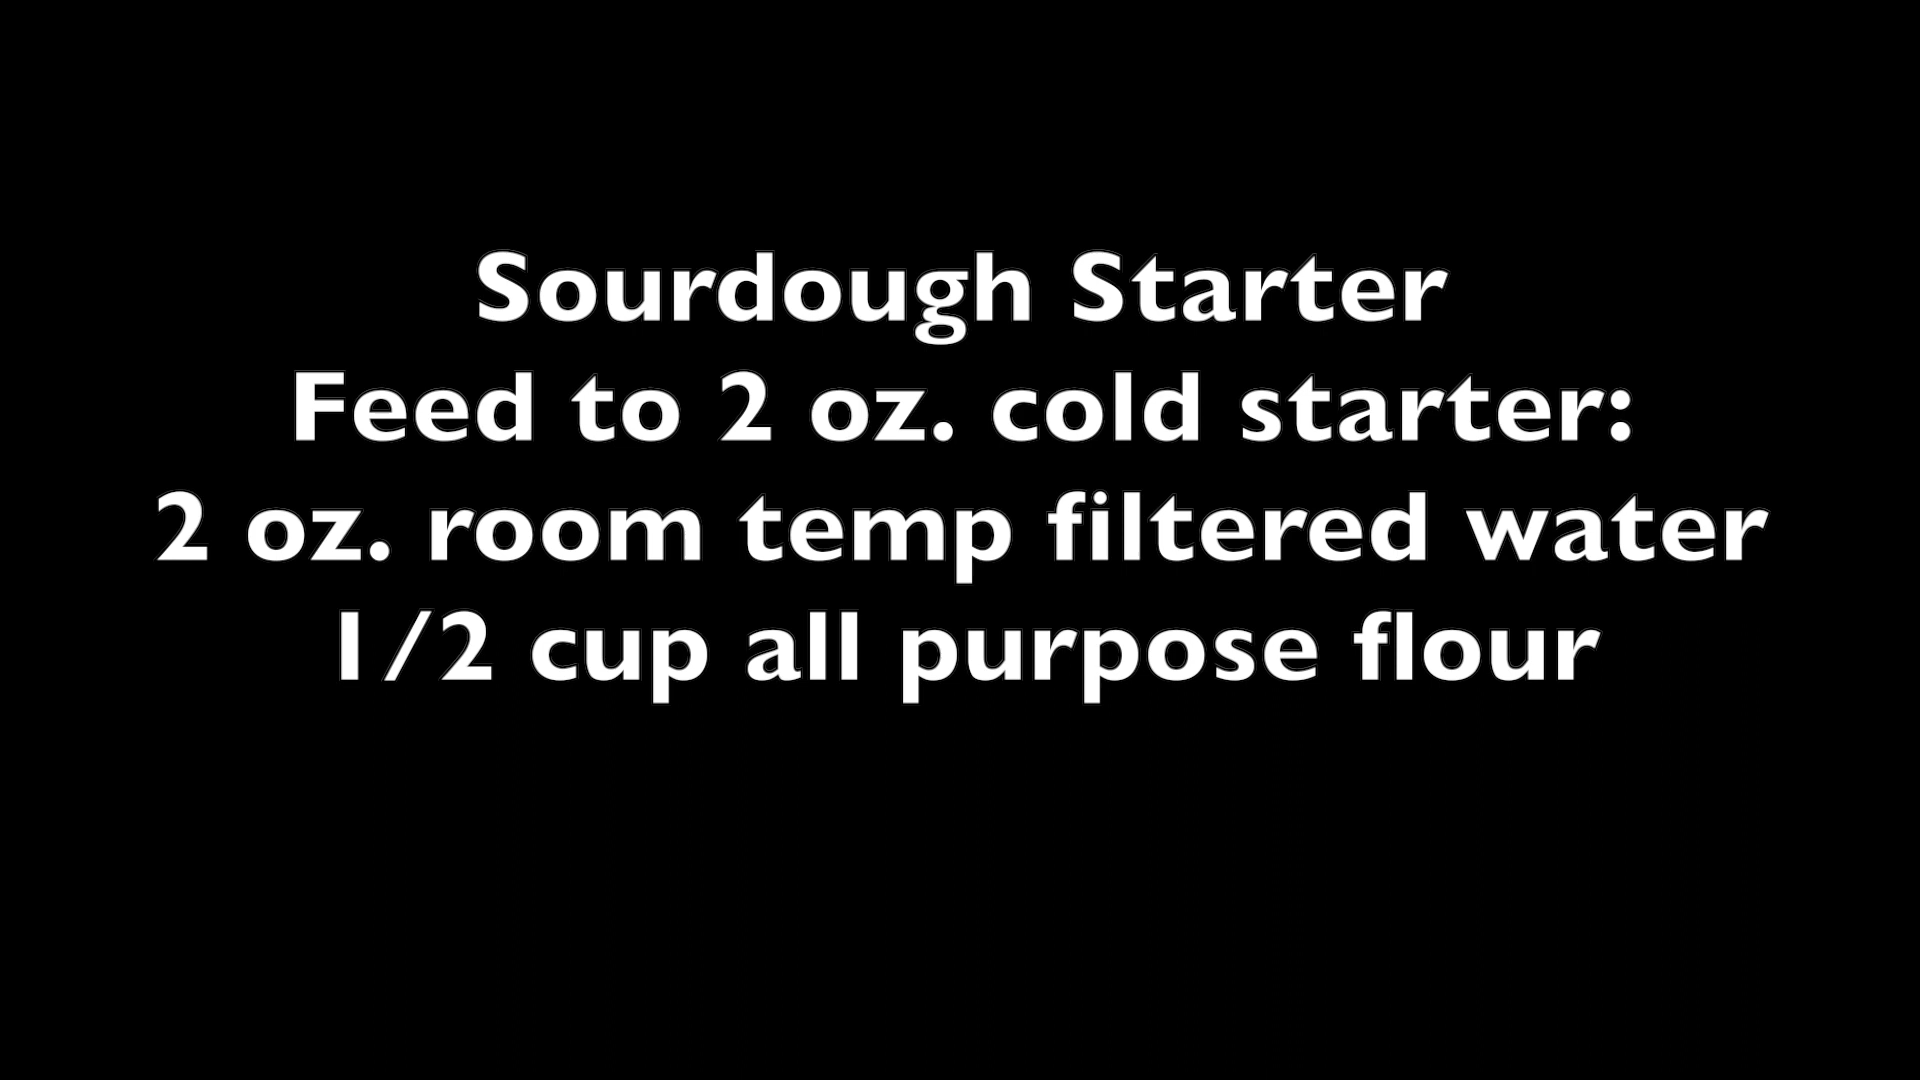 Sourdough Starter
Feed to 2 oz. cold starter:
2 oz. room temp filtered water
1/2 cup all purpose flour